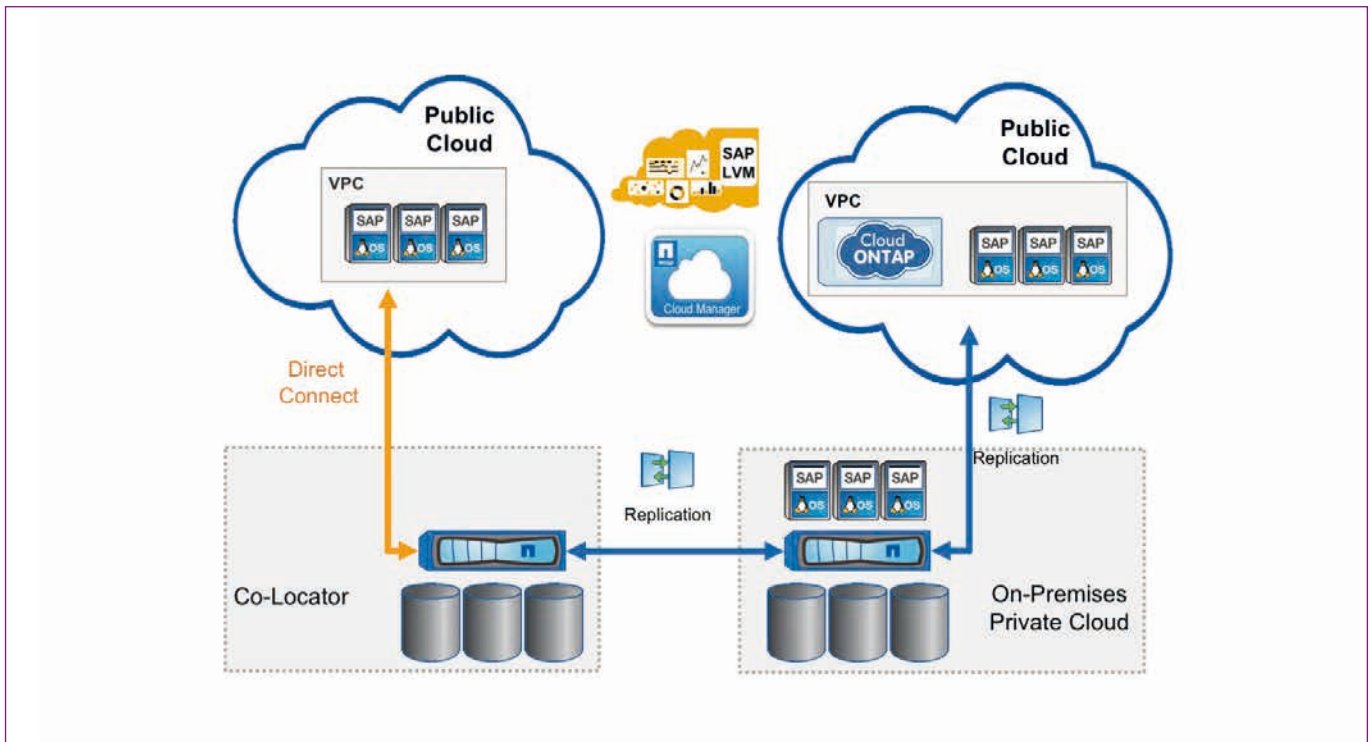 Public
Cloud
VPC
SAP SAP SAP
OS OS OS
SAP
LVM
n
Cloud Manager
Public
Cloud
VPC
Cloud
ONTAP
SAP SAP SAP
OS OS OS
Direct
Connect
Replication
Replication
SAP SAP SAP
OS OS OS
n
n
Co-Locator
On-Premises
Private Cloud